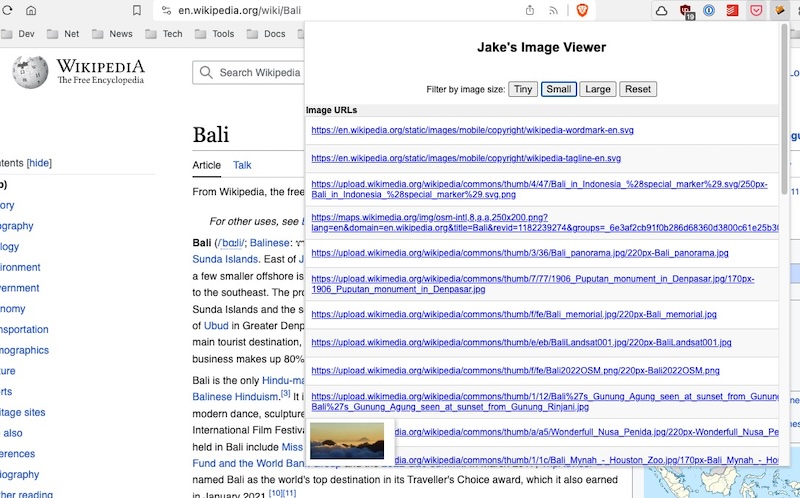 en.wikipedia.org/wiki/Bali
19
Dev Net News Tech Tools Docs
WIKIPEDIA
The Free Encyclopedia
Search Wikipedia
Jake's Image Viewer
Filter by image size: Tiny Small Large Reset
Image URLs
https://en.wikipedia.org/static/images/mobile/copyright/wikipedia-wordmark-en.svg
https://en.wikipedia.org/static/images/mobile/copyright/wikipedia-tagline-en.svg
https://upload.wikimedia.org/wikipedia/commons/thumb/4/47/Bali_in_Indonesia_%28special_marker%29.svg/250px-
Bali_in_Indonesia_%28special_marker%29.svg.png
https://maps.wikimedia.org/img/osm-intl,8,a,a,250x200.png?
lang=en&domain=en.wikipedia.org&title=Bali&revid=1182239274&groups=_6e3af2cb91f0b286d68360d3800c61e25b30
https://upload.wikimedia.org/wikipedia/commons/thumb/3/36/Bali_panorama.jpg/220px-Bali_panorama.jpg
https://upload.wikimedia.org/wikipedia/commons/thumb/7/77/1906_Puputan_monument_in_Denpasar.jpg/170px-
1906_Puputan_monument_in_Denpasar.jpg
https://upload.wikimedia.org/wikipedia/commons/thumb/f/fe/Bali_memorial.jpg/220px-Bali_memorial.jpg
https://upload.wikimedia.org/wikipedia/commons/thumb/e/eb/BaliLandsat001.jpg/220px-BaliLandsat001.jpg
https://upload.wikimedia.org/wikipedia/commons/thumb/f/fe/Bali2022OSM.png/220px-Bali2022OSM.png
https://upload.wikimedia.org/wikipedia/commons/thumb/1/12/Bali%27s_Gunung_Agung_seen_at_sunset_from_Gunung
Bali%27s_Gunung_Agung_seen_at_sunset_from_Gunung_Rinjani.jpg
dia.org/wikipedia/commons/thumb/a/a5/Wonderfull_Nusa_Penida.jpg/220px-Wonderfull_Nusa_Pe
dia.org/wikipedia/commons/thumb/1/1c/Bali_Mynah_-_Houston_Zoo.jpg/170px-Bali_Mynah_-_Hou
ntents [hide]
p)
ory
ography
logy
ironment
vernment
nomy
nsportation
mographics
ture
rts
itage sites
also
erences
ther reading
Bali
Article Talk
From Wikipedia, the free
For other uses, see
Bali (/ˈbɑːli/; Balinese:
Sunda Islands. East of J
a few smaller offshore is
to the southeast. The pro
Sunda Islands and the s
of Ubud in Greater Denp
main tourist destination,
business makes up 80%
Bali is the only Hindu-ma
Balinese Hinduism.[3] It i
modern dance, sculpture
International Film Festiva
held in Bali include Miss
Fund and the World Ban
named Bali as the world's top destination in its Traveller's Choice award, which it also earned
in January 2021.[10][11]